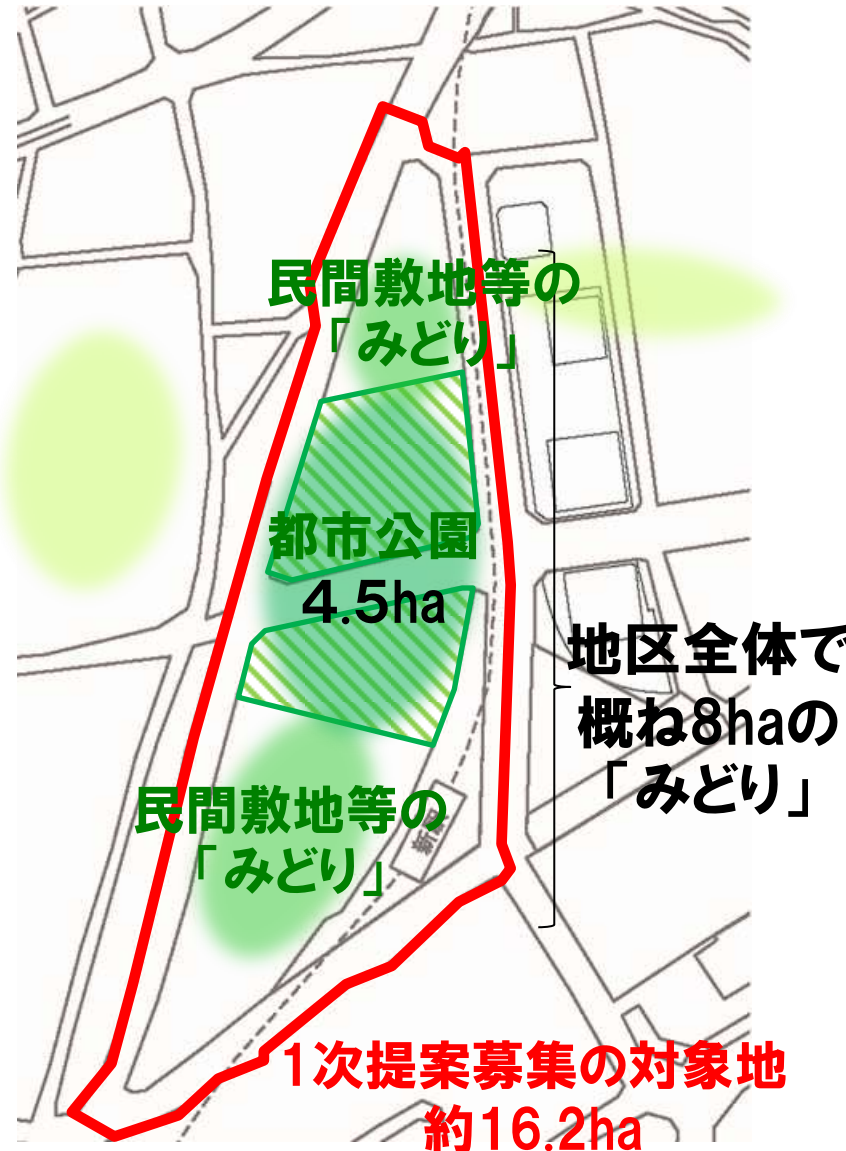 民間敷地等の
「みどり」
都市公園
4.5ha
地区全体で
概ね8haの
「みどり」
民間敷地等の
「みどり」
新駅
1次提案募集の対象地
約16.2ha